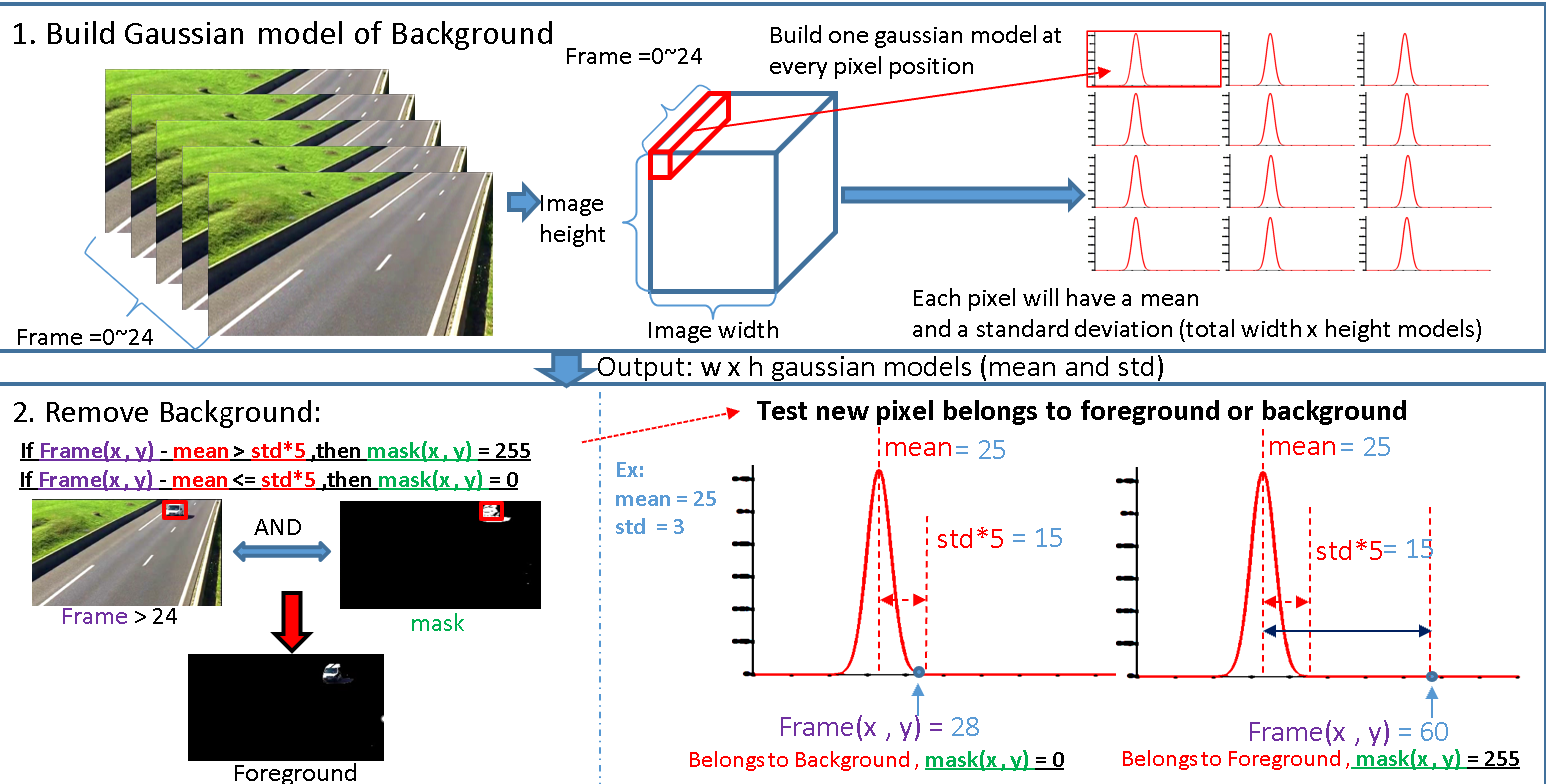 1. Build Gaussian model of Background
Frame =0~24
Build one gaussian model at
every pixel position
Image
height
Image width
Frame =0~24
Each pixel will have a mean
and a standard deviation (total width x height models)
Output: w x h gaussian models (mean and std)
2. Remove Background:
If Frame(x , y) - mean > std*5 ,then mask(x , y) = 255
If Frame(x , y) - mean <= std*5 ,then mask(x , y) = 0
AND
Frame > 24
mask
Foreground
Test new pixel belongs to foreground or background
Ex:
mean = 25
std = 3
mean = 25
std*5 = 15
Frame(x , y) = 28
Belongs to Background , mask(x , y) = 0
mean = 25
std*5= 15
Frame(x , y) = 60
Belongs to Foreground , mask(x , y) = 255